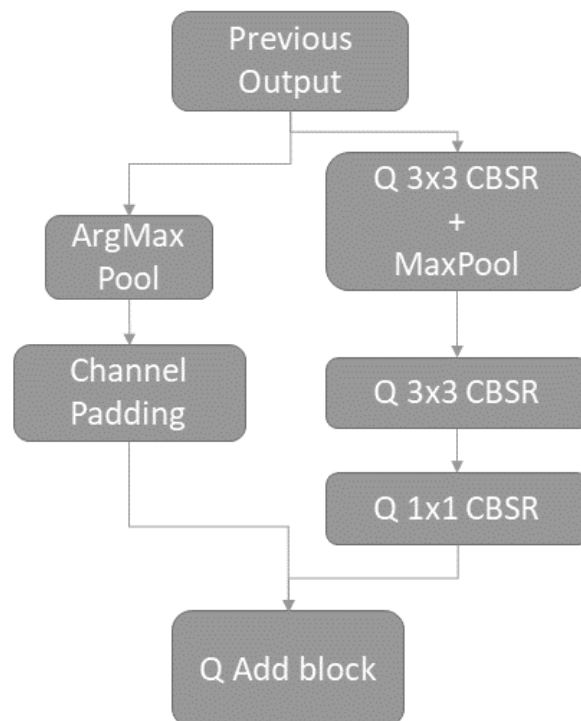 Previous
Output
ArgMax
Pool
Channel
Padding
Q 3x3 CBSR
+
MaxPool
Q 3x3 CBSR
Q 1x1 CBSR
Q Add block